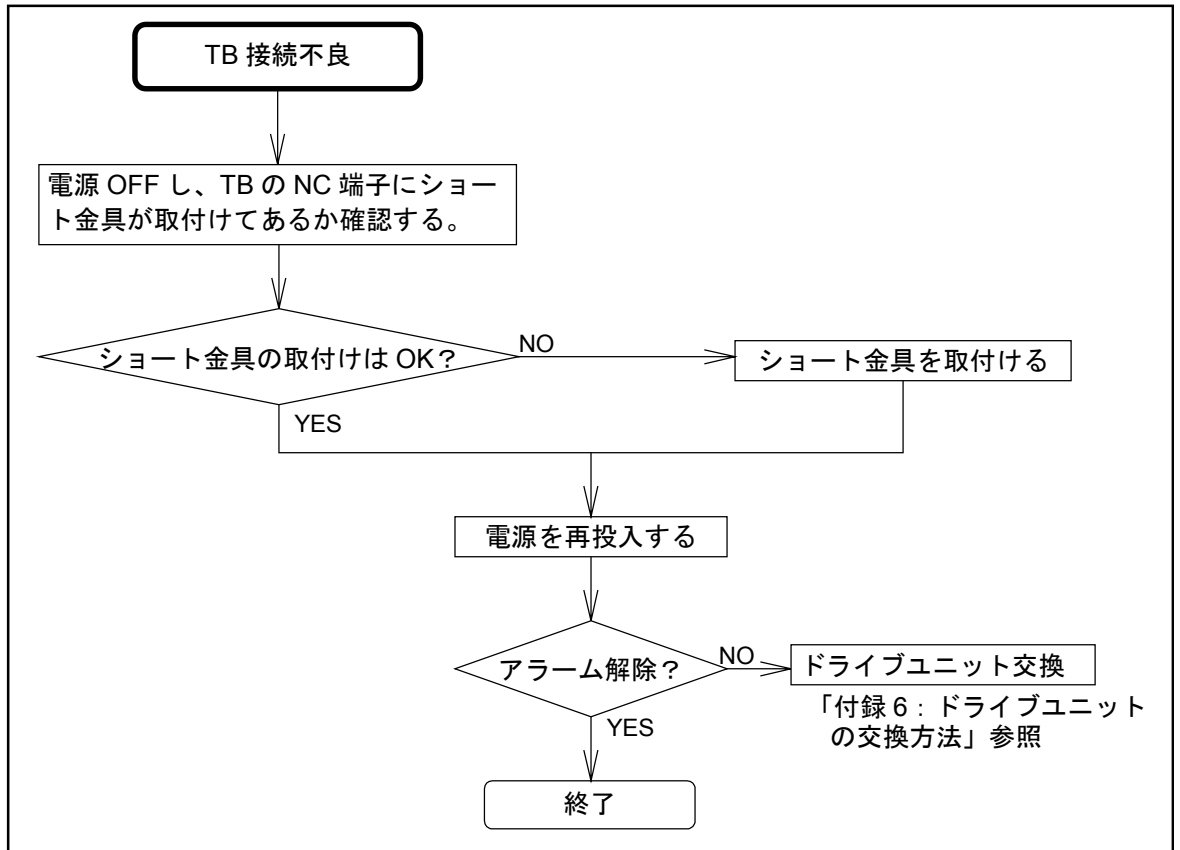 TB 接続不良
電源 OFF し、TB の NC 端子にショー
ト金具が取付けてあるか確認する。
ショート金具の取付けは OK？
NO
ショート金具を取付ける
YES
電源を再投入する
アラーム解除？
NO
ドライブユニット交換
「付録 6：ドライブユニット
の交換方法」参照
YES
終了